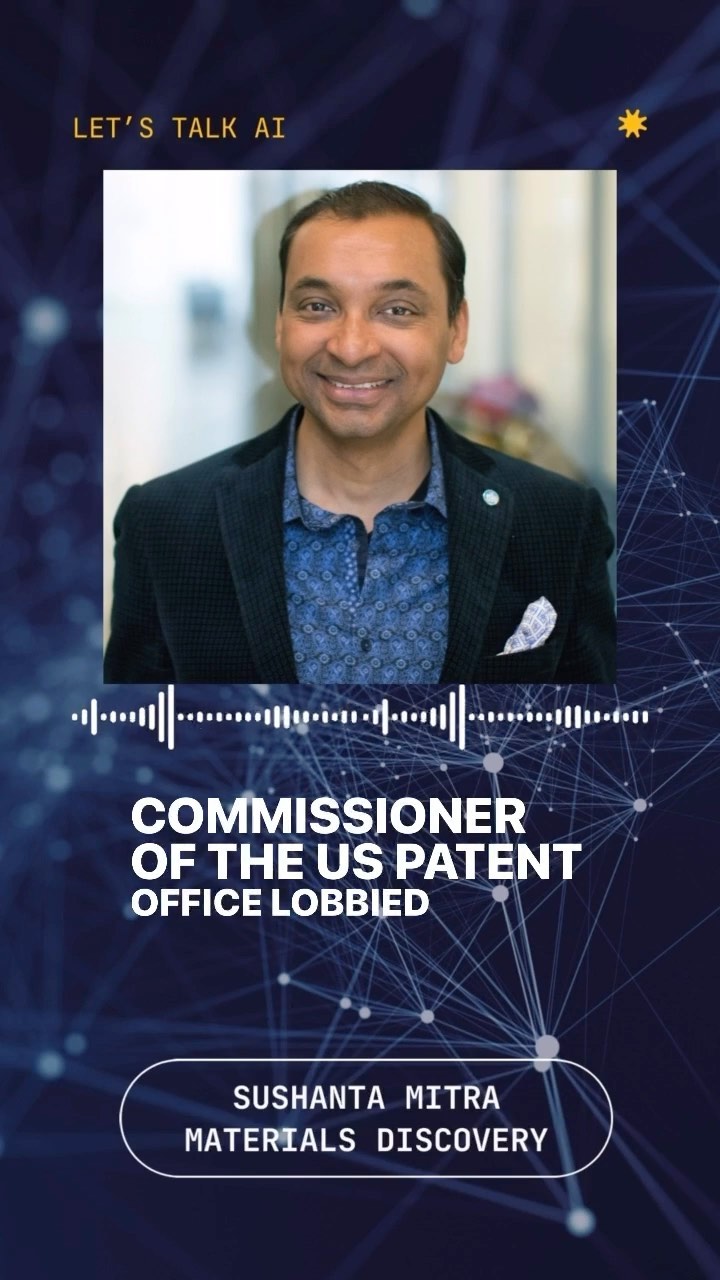 LET’S TALK AI
COMMISSIONER
OF THE US PATENT
OFFICE LOBBIED
SUSHANTA MITRA
MATERIALS DISCOVERY